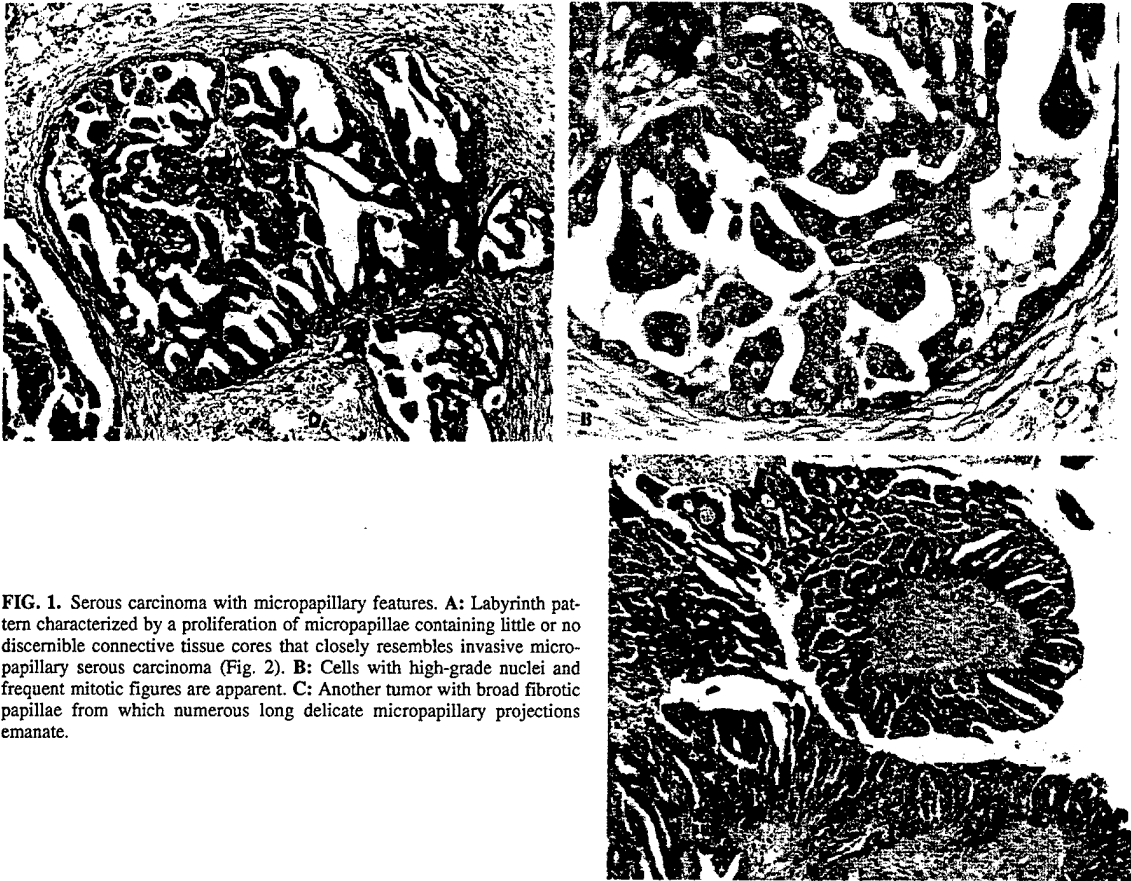 B
FIG. 1. Serous carcinoma with micropapillary features. A: Labyrinth pat-
tern characterized by a proliferation of micropapillae containing little or no
discernible connective tissue cores that closely resembles invasive micro-
papillary serous carcinoma (Fig. 2). B: Cells with high-grade nuclei and
frequent mitotic figures are apparent. C: Another tumor with broad fibrotic
papillae from which numerous long delicate micropapillary projections
emanate.